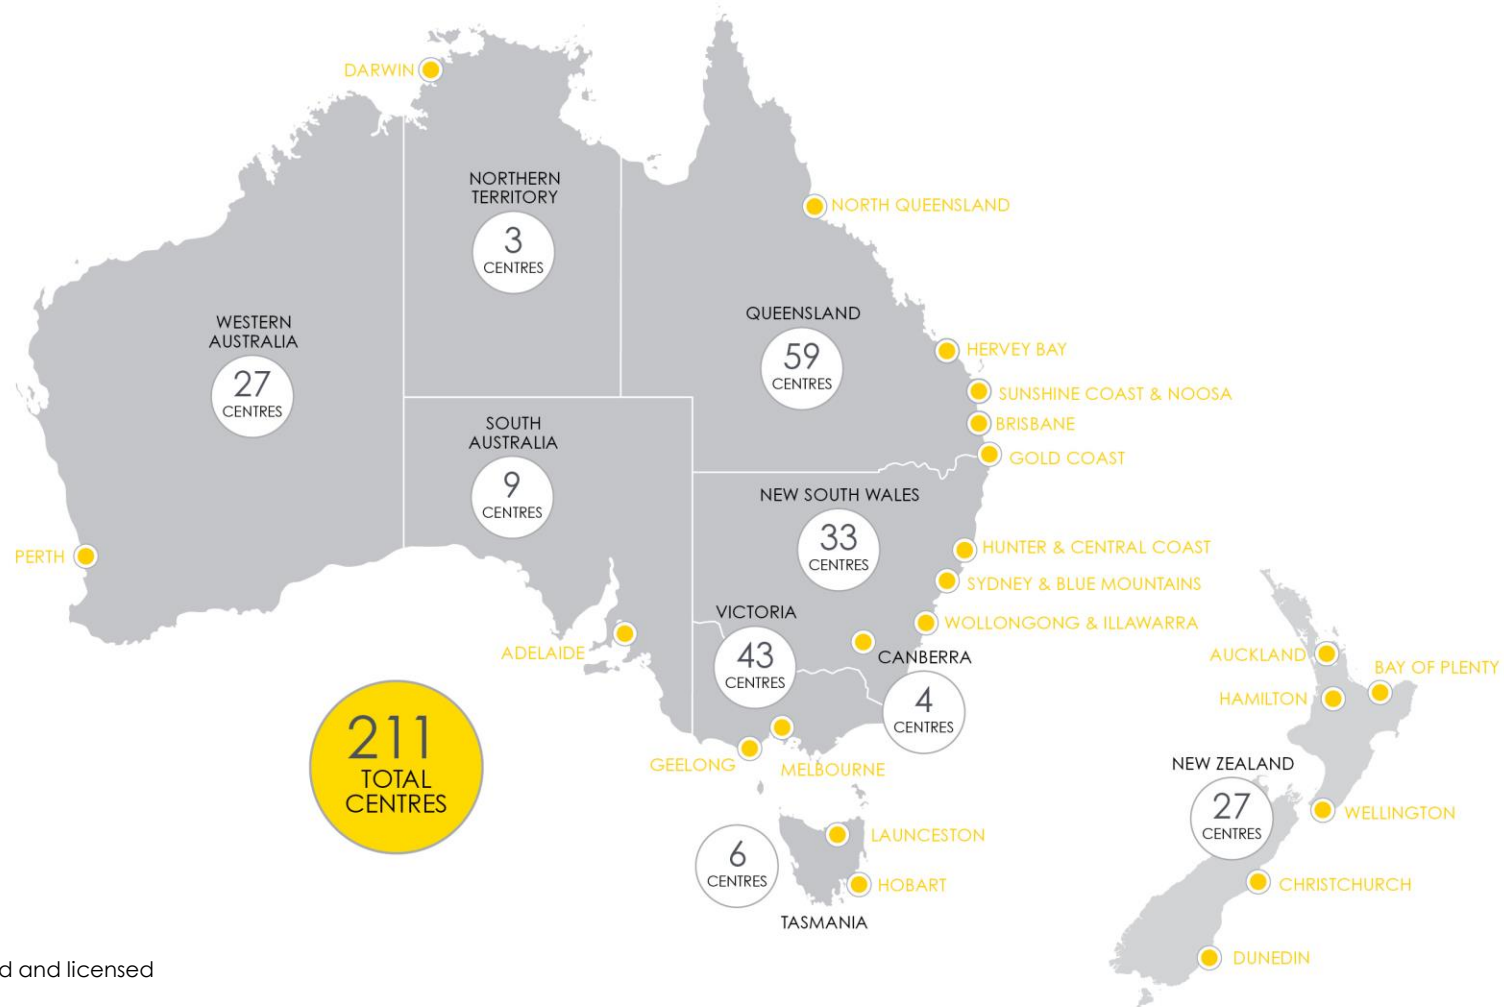 DARWIN
NORTHERN
TERRITORY
3
CENTRES
NORTH QUEENSLAND
WESTERN
AUSTRALIA
27
CENTRES
QUEENSLAND
59
CENTRES
HERVEY BAY
SUNSHINE COAST & NOOSA
BRISBANE
GOLD COAST
SOUTH
AUSTRALIA
9
CENTRES
NEW SOUTH WALES
33
CENTRES
PERTH
HUNTER & CENTRAL COAST
SYDNEY & BLUE MOUNTAINS
WOLLONGONG & ILLAWARRA
VICTORIA
43
CENTRES
CANBERRA
4
CENTRES
ADELAIDE
211
TOTAL
CENTRES
GEELONG
MELBOURNE
6
CENTRES
LAUNCESTON
HOBART
TASMANIA
AUCKLAND
BAY OF PLENTY
HAMILTON
NEW ZEALAND
27
CENTRES
WELLINGTON
CHRISTCHURCH
DUNEDIN
d and licensed